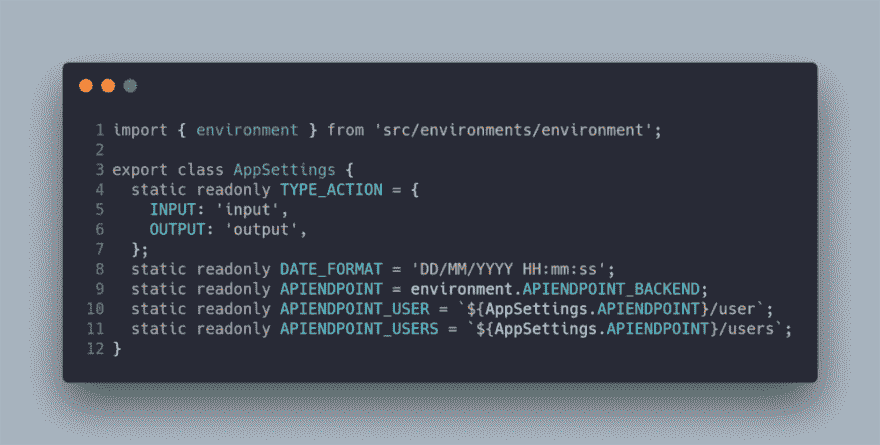 1 import { environment } from 'src/environments/environment';
2
3 export class AppSettings {
4   static readonly TYPE_ACTION = {
5     INPUT: 'input',
6     OUTPUT: 'output',
7   };
8   static readonly DATE_FORMAT = 'DD/MM/YYYY HH:mm:ss';
9   static readonly APIENDPOINT = environment.APIENDPOINT_BACKEND;
10   static readonly APIENDPOINT_USER = `${AppSettings.APIENDPOINT}/user`;
11   static readonly APIENDPOINT_USERS = `${AppSettings.APIENDPOINT}/users`;
12 }